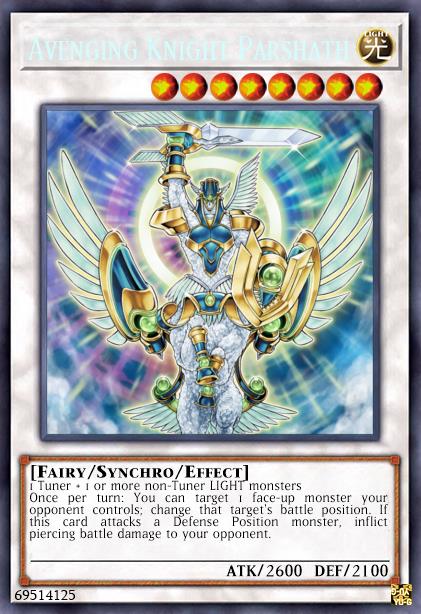 Avenging Knight Parshath
LIGHT
光
[Fairy/Synchro/Effect]
1 Tuner + 1 or more non-Tuner LIGHT monsters
Once per turn: You can target 1 face-up monster your
opponent controls; change that target's battle position. If
this card attacks a Defense Position monster, inflict
piercing battle damage to your opponent.
ATK/2600 DEF/2100
69514125